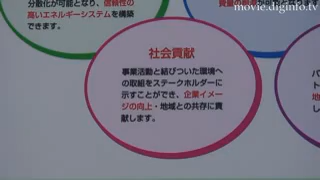 movie.diginfo.tv
分散化が可能となり、信頼性の
高いエネルギーシステムを構築
できます。
社会貢献
事業活動と結びついた環境へ
の取組をステークホルダーに
示すことができ、企業イメー
ジの向上・地域との共存に貢
献します。